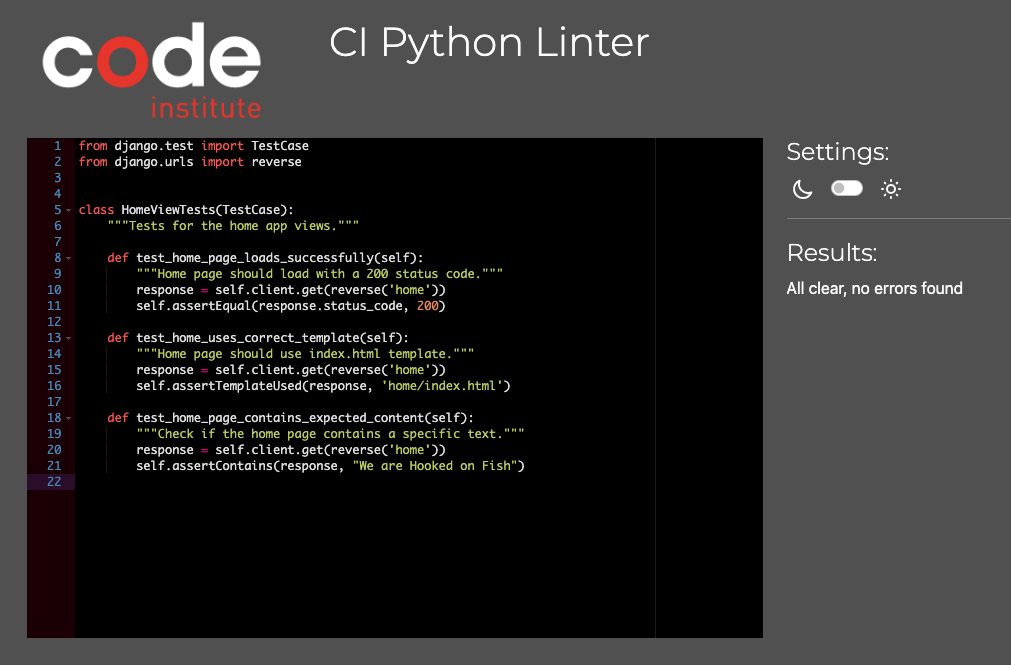 code
institute
CI Python Linter
1 from django.test import TestCase
2 from django.urls import reverse
3
4
5 class HomeViewTests(TestCase):
6     """Tests for the home app views."""
7
8     def test_home_page_loads_successfully(self):
9         """Home page should load with a 200 status code."""
10         response = self.client.get(reverse('home'))
11         self.assertEqual(response.status_code, 200)
12
13     def test_home_uses_correct_template(self):
14         """Home page should use index.html template."""
15         response = self.client.get(reverse('home'))
16         self.assertTemplateUsed(response, 'home/index.html')
17
18     def test_home_page_contains_expected_content(self):
19         """Check if the home page contains a specific text."""
20         response = self.client.get(reverse('home'))
21         self.assertContains(response, "We are Hooked on Fish")
22
Settings:
Results:
All clear, no errors found